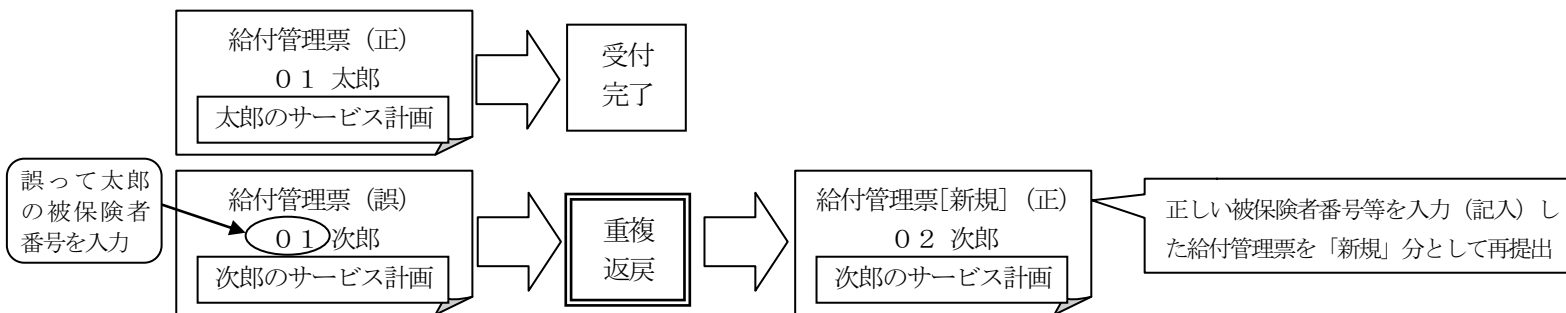 給付管理票（正）
０１ 太郎
太郎のサービス計画
受付
完了
誤って太郎
の被保険者
番号を入力
給付管理票（誤）
０１ 次郎
次郎のサービス計画
重複
返戻
給付管理票[新規]（正）
０２ 次郎
次郎のサービス計画
正しい被保険者番号等を入力（記入）し
た給付管理票を「新規」分として再提出